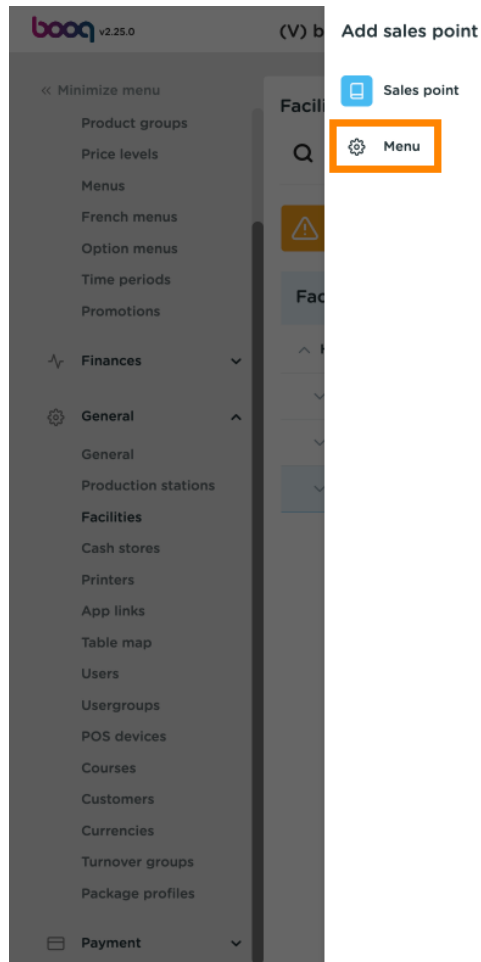 booq v2.25.0
(V) b
Add sales point
« Minimize menu
Sales point
Facili
Menu
Product groups
Price levels
Menus
French menus
Option menus
Time periods
Promotions
Fac
Finances
General
General
Production stations
Facilities
Cash stores
Printers
App links
Table map
Users
Usergroups
POS devices
Courses
Customers
Currencies
Turnover groups
Package profiles
Payment